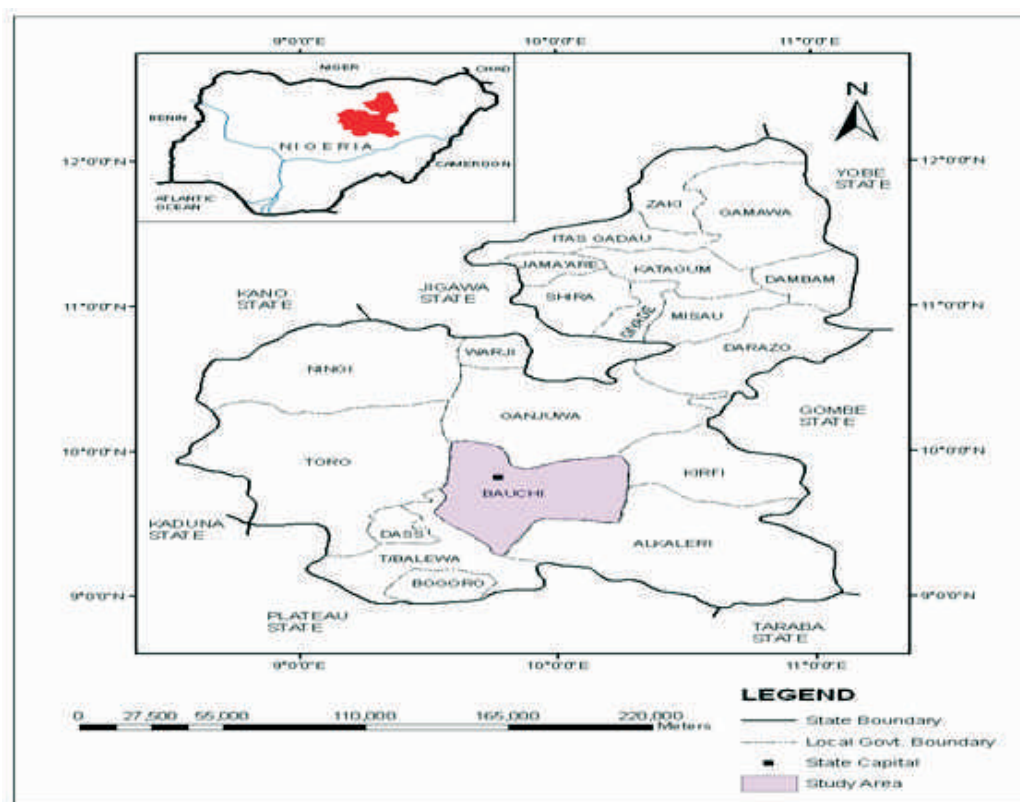 9°0'0"E 10°0'0"E 11°0'0"E
NIGER
CHAD
BENIN
NIGERIA
CAMEROON
ATLANTIC
OCEAN
N
12°0'0"N 12°0'0"N
YOBE
STATE
ZAKI
GAMAWA
ITAS GADAU
JAMA'ARE
KATAGUM
DAMBAM
KANO
STATE
JIGAWA
STATE
11°0'0"N 11°0'0"N
SHIRA
GIYADE
MISAU
DARAZO
WARJI
NINGI
GANJUWA
GOMBE
STATE
10°0'0"N 10°0'0"N
TORO
KIRFI
BAUCHI
KADUNA
STATE
DASS
ALKALERI
T/BALEWA
BOGORO
9°0'0"N 9°0'0"N
PLATEAU
STATE
TARABA
STATE
9°0'0"E 10°0'0"E 11°0'0"E
0 27,500 55,000 110,000 165,000 220,000
Meters
LEGEND
State Boundary
Local Govt. Boundary
State Capital
Study Area